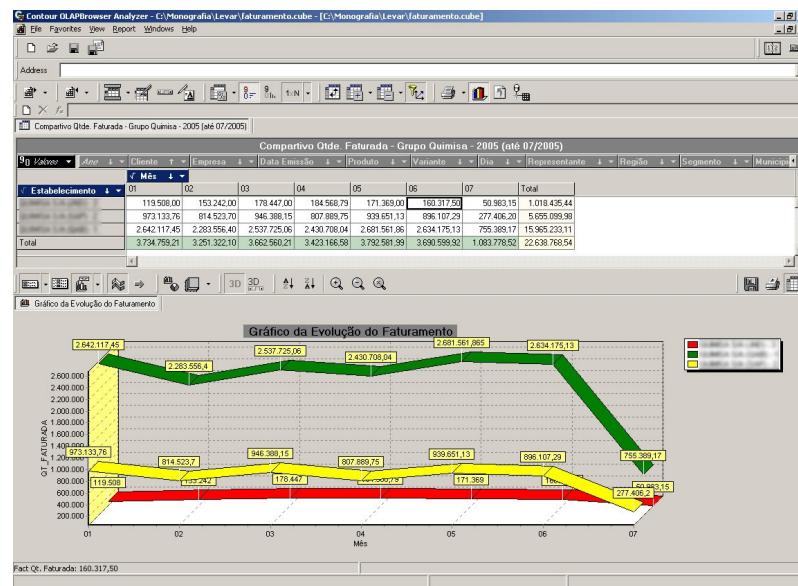 Contour OLAPBrowser Analyzer - C:\Monografia\Levar\faturamento.cube - [C:\Monografia\Levar\faturamento.cube]
File Favorites View Report Windows Help
Address
Compartivo Qtde. Faturada - Grupo Quimisa - 2005 (até 07/2005)
Compartivo Qtde. Faturada - Grupo Quimisa - 2005 (até 07/2005)
Valores Ano Cliente Empresa Data Emissão Produto Variante Dia Representante Região Segmento Municípi
Mês
Estabelecimento 01 02 03 04 05 06 07 Total
119.508,00 153.242,00 178.447,00 184.568,79 171.369,00 160.317,50 50.983,15 1.018.435,44
973.133,76 814.523,70 946.388,15 807.889,75 939.651,13 896.107,29 277.406,20 5.655.099,98
2.642.117,45 2.283.556,40 2.537.725,06 2.430.708,04 2.681.561,86 2.634.175,13 755.389,17 15.965.233,11
Total 3.734.759,21 3.251.322,10 3.662.560,21 3.423.166,58 3.792.581,99 3.690.599,92 1.083.778,52 22.638.768,54
3D 3D
Gráfico da Evolução do Faturamento
Gráfico da Evolução do Faturamento
2.642.117,45 2.283.556,4 2.537.725,06 2.430.708,04 2.681.561,865 2.634.175,13 755.389,17
973.133,76 814.523,7 946.388,15 807.889,75 939.651,13 896.107,29 277.406,2
119.508 153.242 178.447 171.369 50.983,15
QT_FATURADA
2.600.000
2.400.000
2.200.000
2.000.000
1.800.000
1.600.000
1.400.000
1.200.000
1.000.000
800.000
600.000
400.000
200.000
01 02 03 04 05 06 07
Mês
Fact Qt. Faturada: 160.317,50